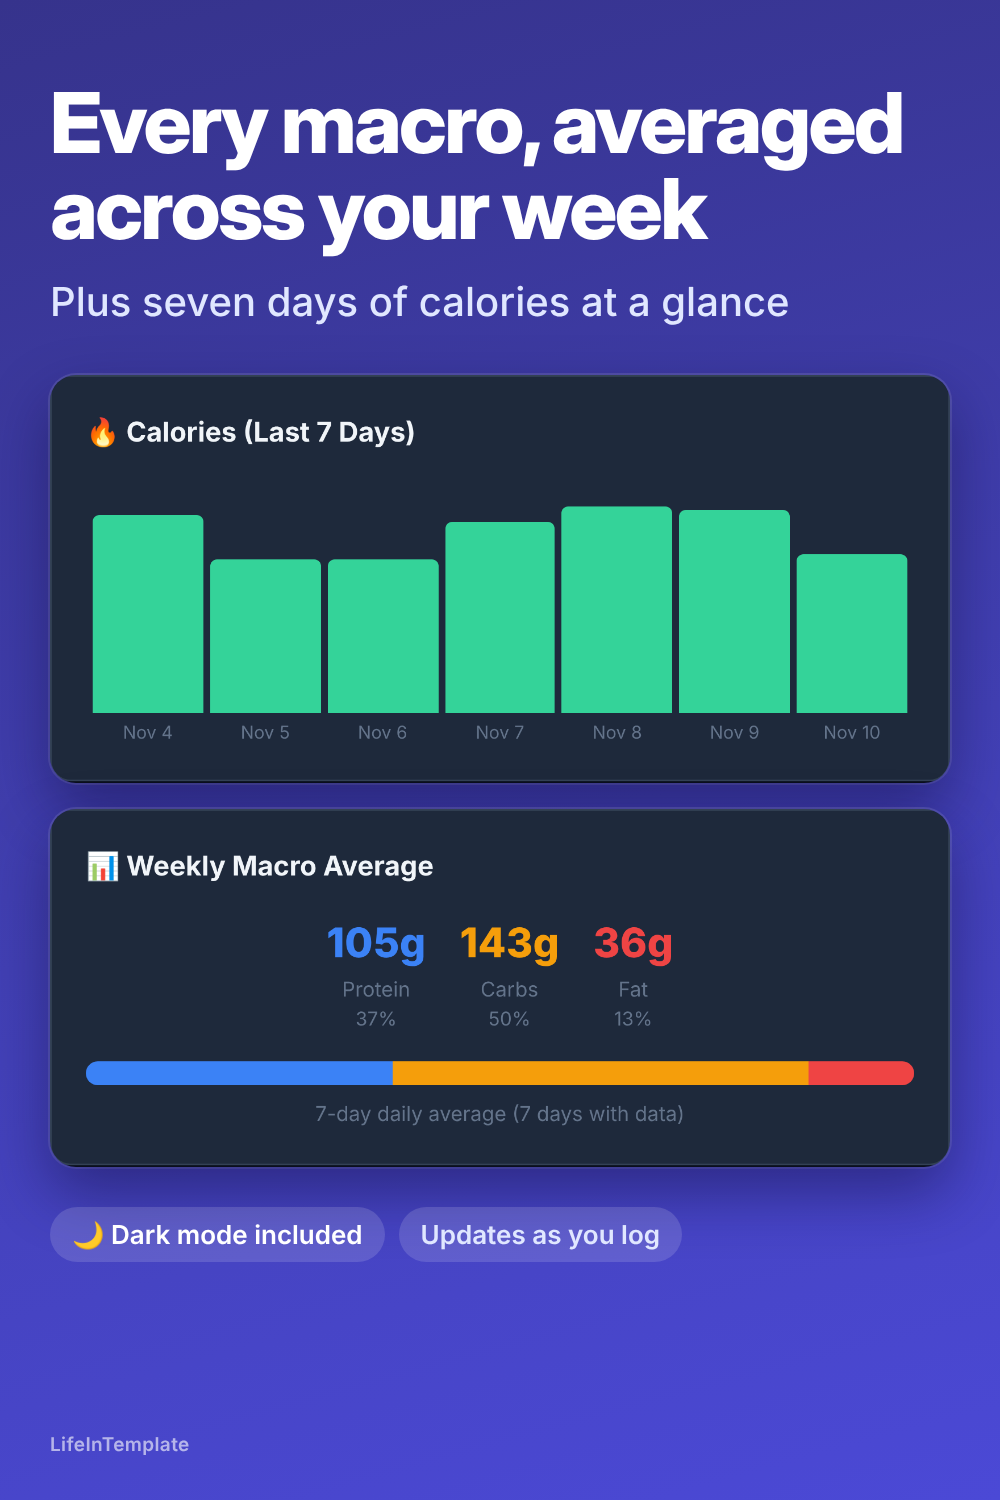 Every macro, averaged
across your week
Plus seven days of calories at a glance
🔥 Calories (Last 7 Days)
Nov 4 Nov 5 Nov 6 Nov 7 Nov 8 Nov 9 Nov 10
📊 Weekly Macro Average
105g 143g 36g
Protein Carbs Fat
37% 50% 13%
7-day daily average (7 days with data)
🌙 Dark mode included Updates as you log
LifeInTemplate